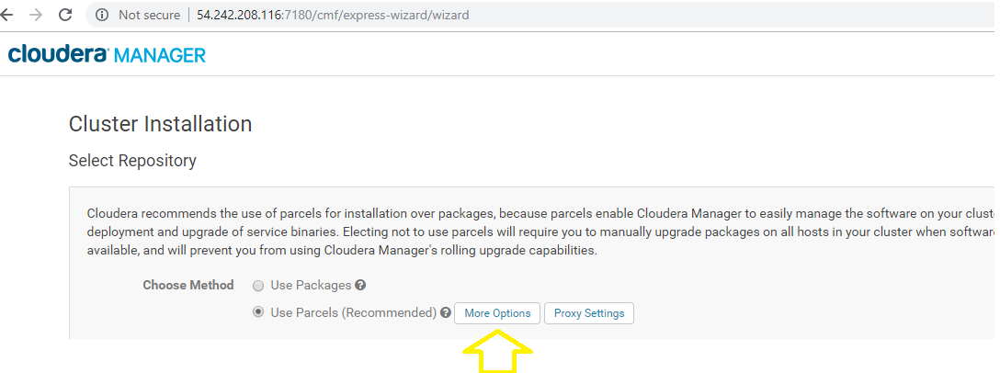 Not secure 54.242.208.116:7180/cmf/express-wizard/wizard
cloudera MANAGER
Cluster Installation
Select Repository
Cloudera recommends the use of parcels for installation over packages, because parcels enable Cloudera Manager to easily manage the software on your
deployment and upgrade of service binaries. Electing not to use parcels will require you to manually upgrade packages on all hosts in your cluster when
available, and will prevent you from using Cloudera Manager's rolling upgrade capabilities.
Choose Method Use Packages
Use Parcels (Recommended) More Options Proxy Settings